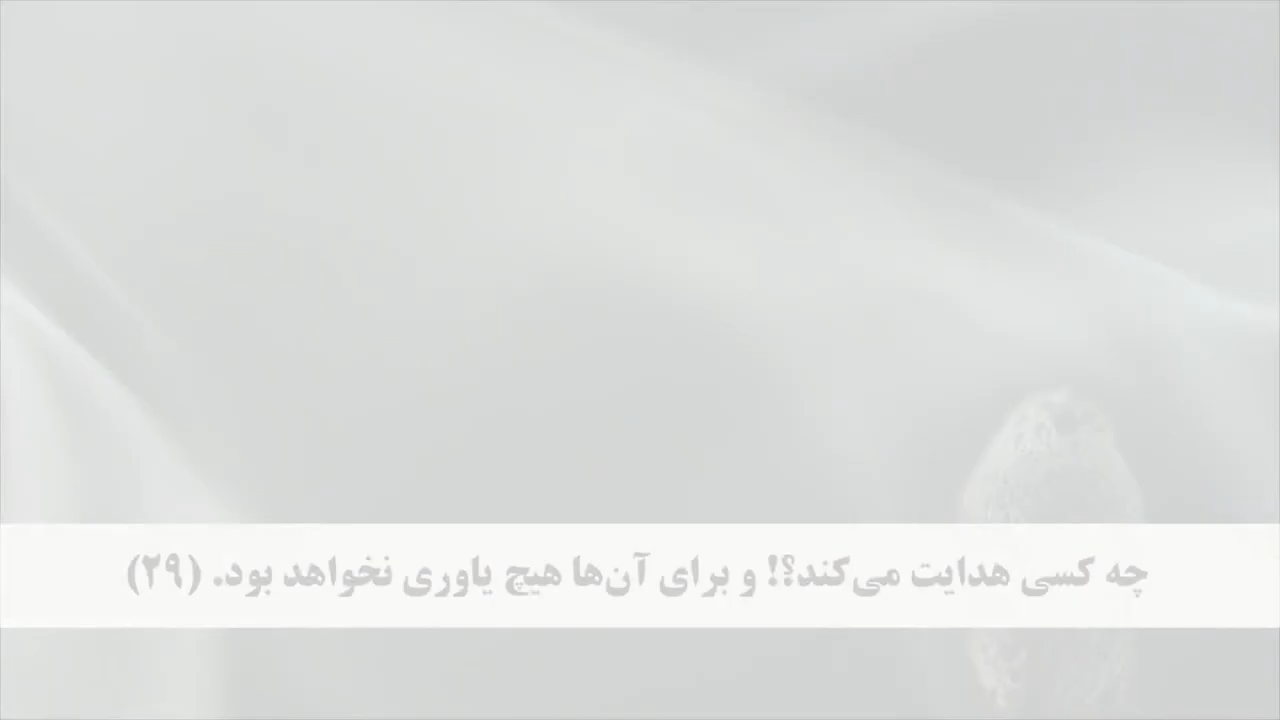 چه کسی هدایت می‌کند؟! و برای آن‌ها هیچ یاوری نخواهد بود. (۲۹)